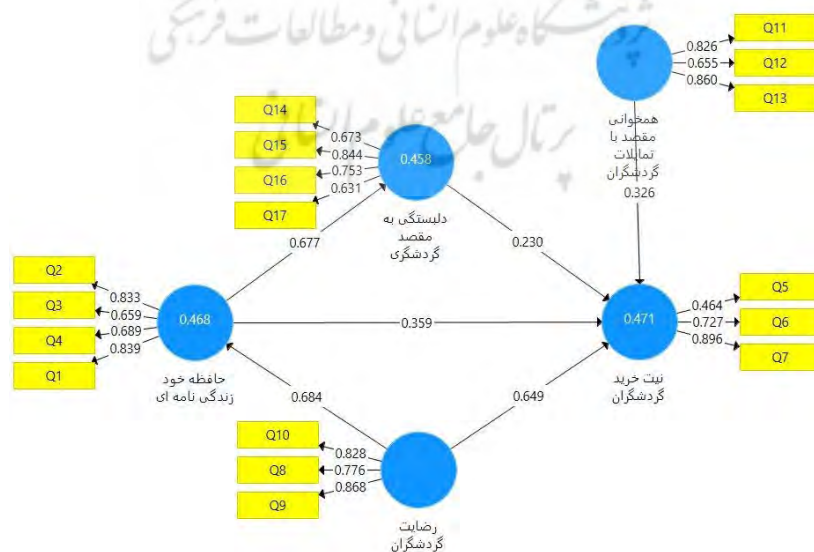 پژوهشگاه علوم انسانی و مطالعات فرهنگی
پرتال جامع علوم انسانی
Q11
Q12
Q13
0.826
0.655
0.860
همخوانی
مقصد با
تمایلات
گردشگران
0.326
Q14
Q15
Q16
Q17
0.673
0.844
0.753
0.631
0.458
دلبستگی به
مقصد
گردشگری
0.677
0.230
Q2
Q3
Q4
Q1
0.833
0.659
0.689
0.839
0.468
حافظه خود
زندگی نامه ای
0.359
0.471
نیت خرید
گردشگران
0.464
0.727
0.896
Q5
Q6
Q7
0.684
0.649
Q10
Q8
Q9
0.828
0.776
0.868
رضایت
گردشگران